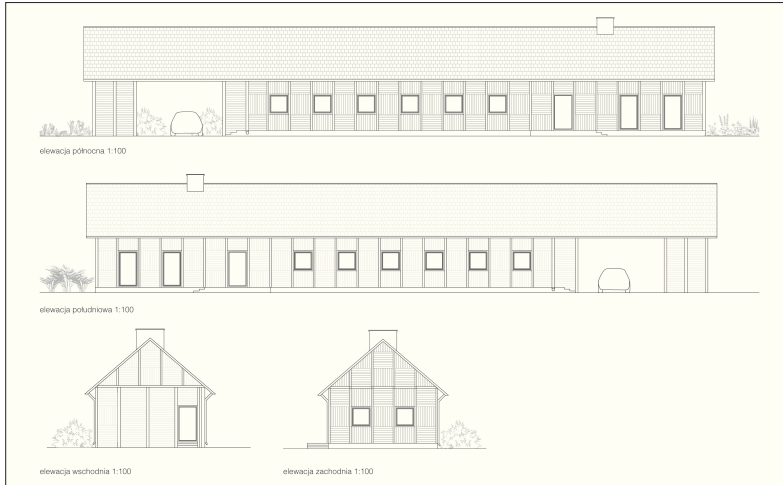 elewacja północna 1:100
elewacja południowa 1:100
elewacja wschodnia 1:100
elewacja zachodnia 1:100